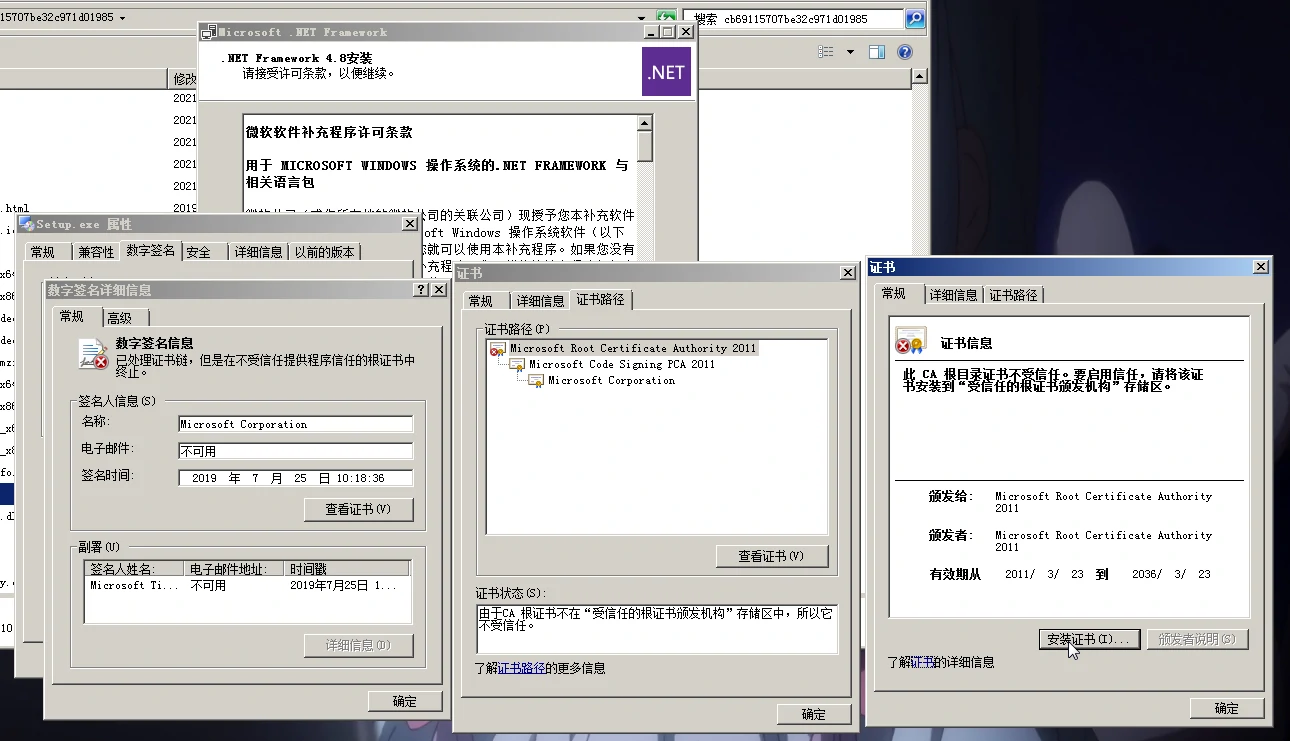 15707be32c971d01985
搜索 cb69115707be32c971d01985
Microsoft .NET Framework
.NET Framework 4.8安装
请接受许可条款，以便继续。
.NET
修改
2021
2021
2021
2021
2021
2019
.html
微软软件补充程序许可条款
用于 MICROSOFT WINDOWS 操作系统的.NET FRAMEWORK 与
相关语言包
公司的关联公司）现授予您本补充软件
oft Windows 操作系统软件（以下
您就可以使用本补充程序。如果您没有
Setup.exe 属性
常规
兼容性
数字签名
安全
详细信息
以前的版本
数字签名详细信息
常规
高级
数字签名信息
已处理证书链，但是在不受信任提供程序信任的根证书中
终止。
签名人信息(S)
名称:
Microsoft Corporation
电子邮件:
不可用
签名时间:
2019 年 7 月 25 日 10:18:36
查看证书(V)
副署(U)
签名人姓名:
电子邮件地址:
时间戳
Microsoft Ti...
不可用
2019年7月25日 1...
详细信息(D)
确定
证书
常规
详细信息
证书路径
证书路径(P)
Microsoft Root Certificate Authority 2011
Microsoft Code Signing PCA 2011
Microsoft Corporation
查看证书(V)
证书状态(S):
由于CA 根证书不在“受信任的根证书颁发机构”存储区中，所以它
不受信任。
了解证书路径的更多信息
确定
证书
常规
详细信息
证书路径
证书信息
此 CA 根目录证书不受信任。要启用信任，请将该证
书安装到“受信任的根证书颁发机构”存储区。
颁发给:
Microsoft Root Certificate Authority
2011
颁发者:
Microsoft Root Certificate Authority
2011
有效期从 2011/ 3/ 23 到 2036/ 3/ 23
安装证书(I)...
颁发者说明(S)
了解证书的详细信息
确定